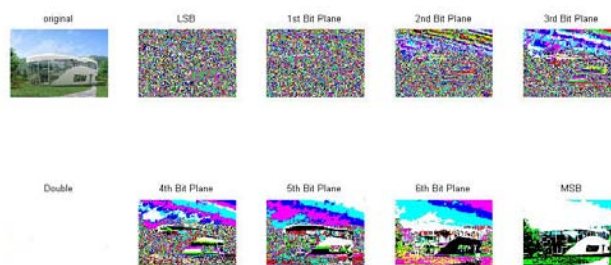 original
LSB
1st Bit Plane
2nd Bit Plane
3rd Bit Plane
Double
4th Bit Plane
5th Bit Plane
6th Bit Plane
MSB